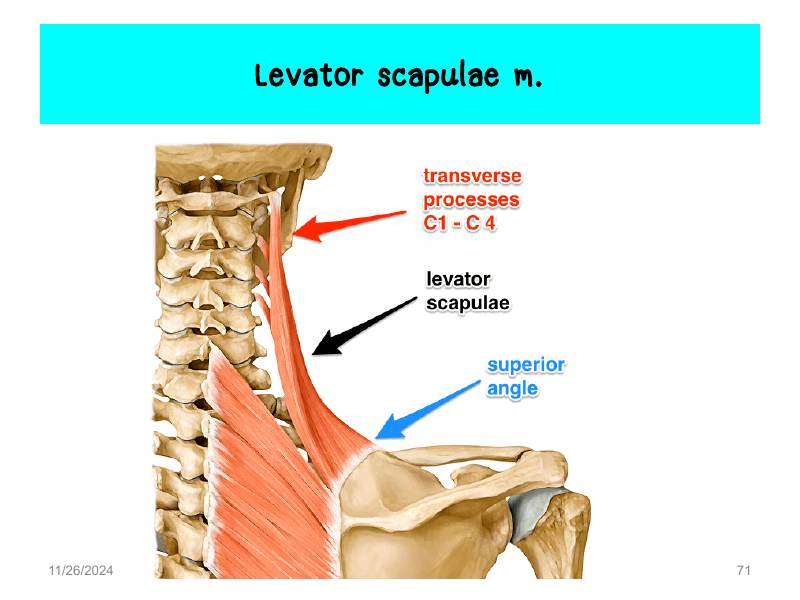 Levator scapulae m.
transverse
processes
C1 - C 4
levator
scapulae
superior
angle
11/26/2024
71